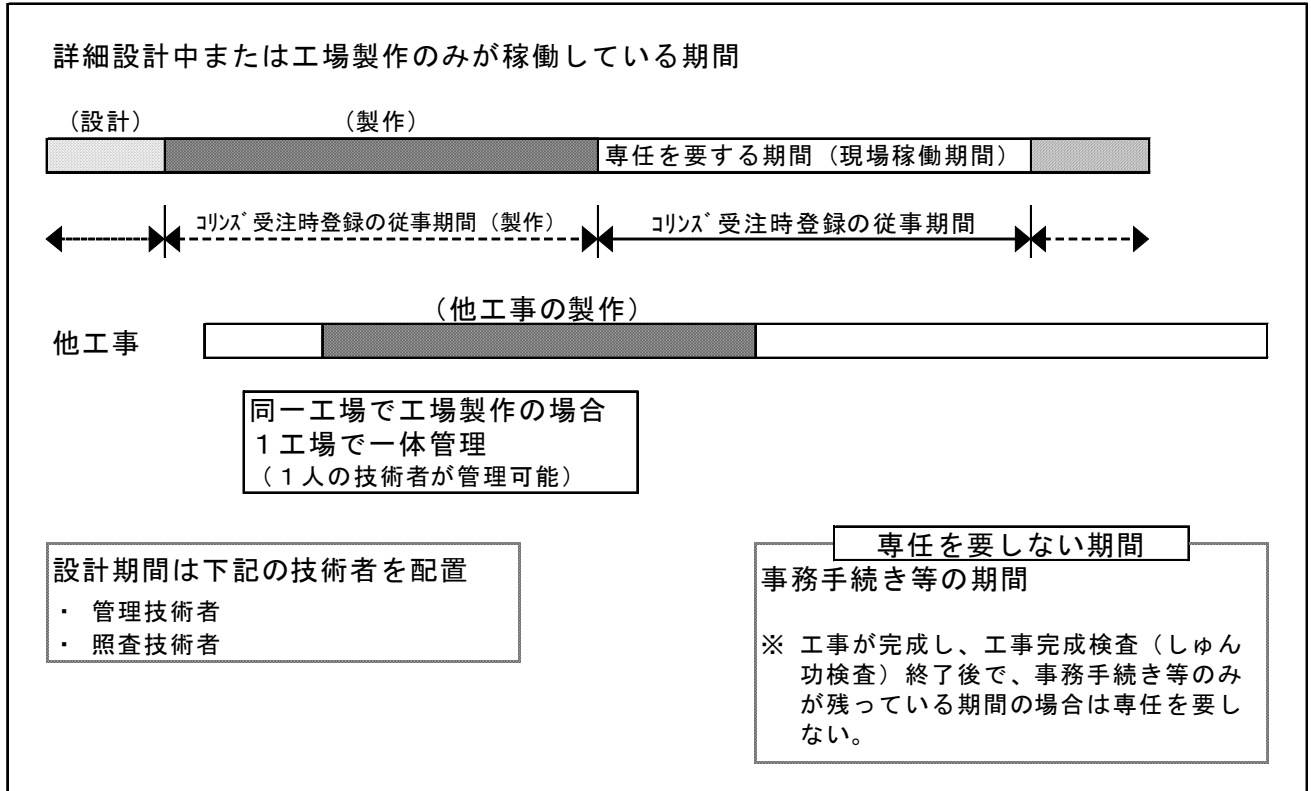 詳細設計中または工場製作のみが稼働している期間
（設計）
（製作）
専任を要する期間（現場稼働期間）
ｺﾘﾝｽﾞ受注時登録の従事期間（製作）
ｺﾘﾝｽﾞ受注時登録の従事期間
（他工事の製作）
他工事
同一工場で工場製作の場合
１工場で一体管理
（１人の技術者が管理可能）
設計期間は下記の技術者を配置
・ 管理技術者
・ 照査技術者
専任を要しない期間
事務手続き等の期間
※ 工事が完成し、工事完成検査（しゅん
功検査）終了後で、事務手続き等のみ
が残っている期間の場合は専任を要し
ない。